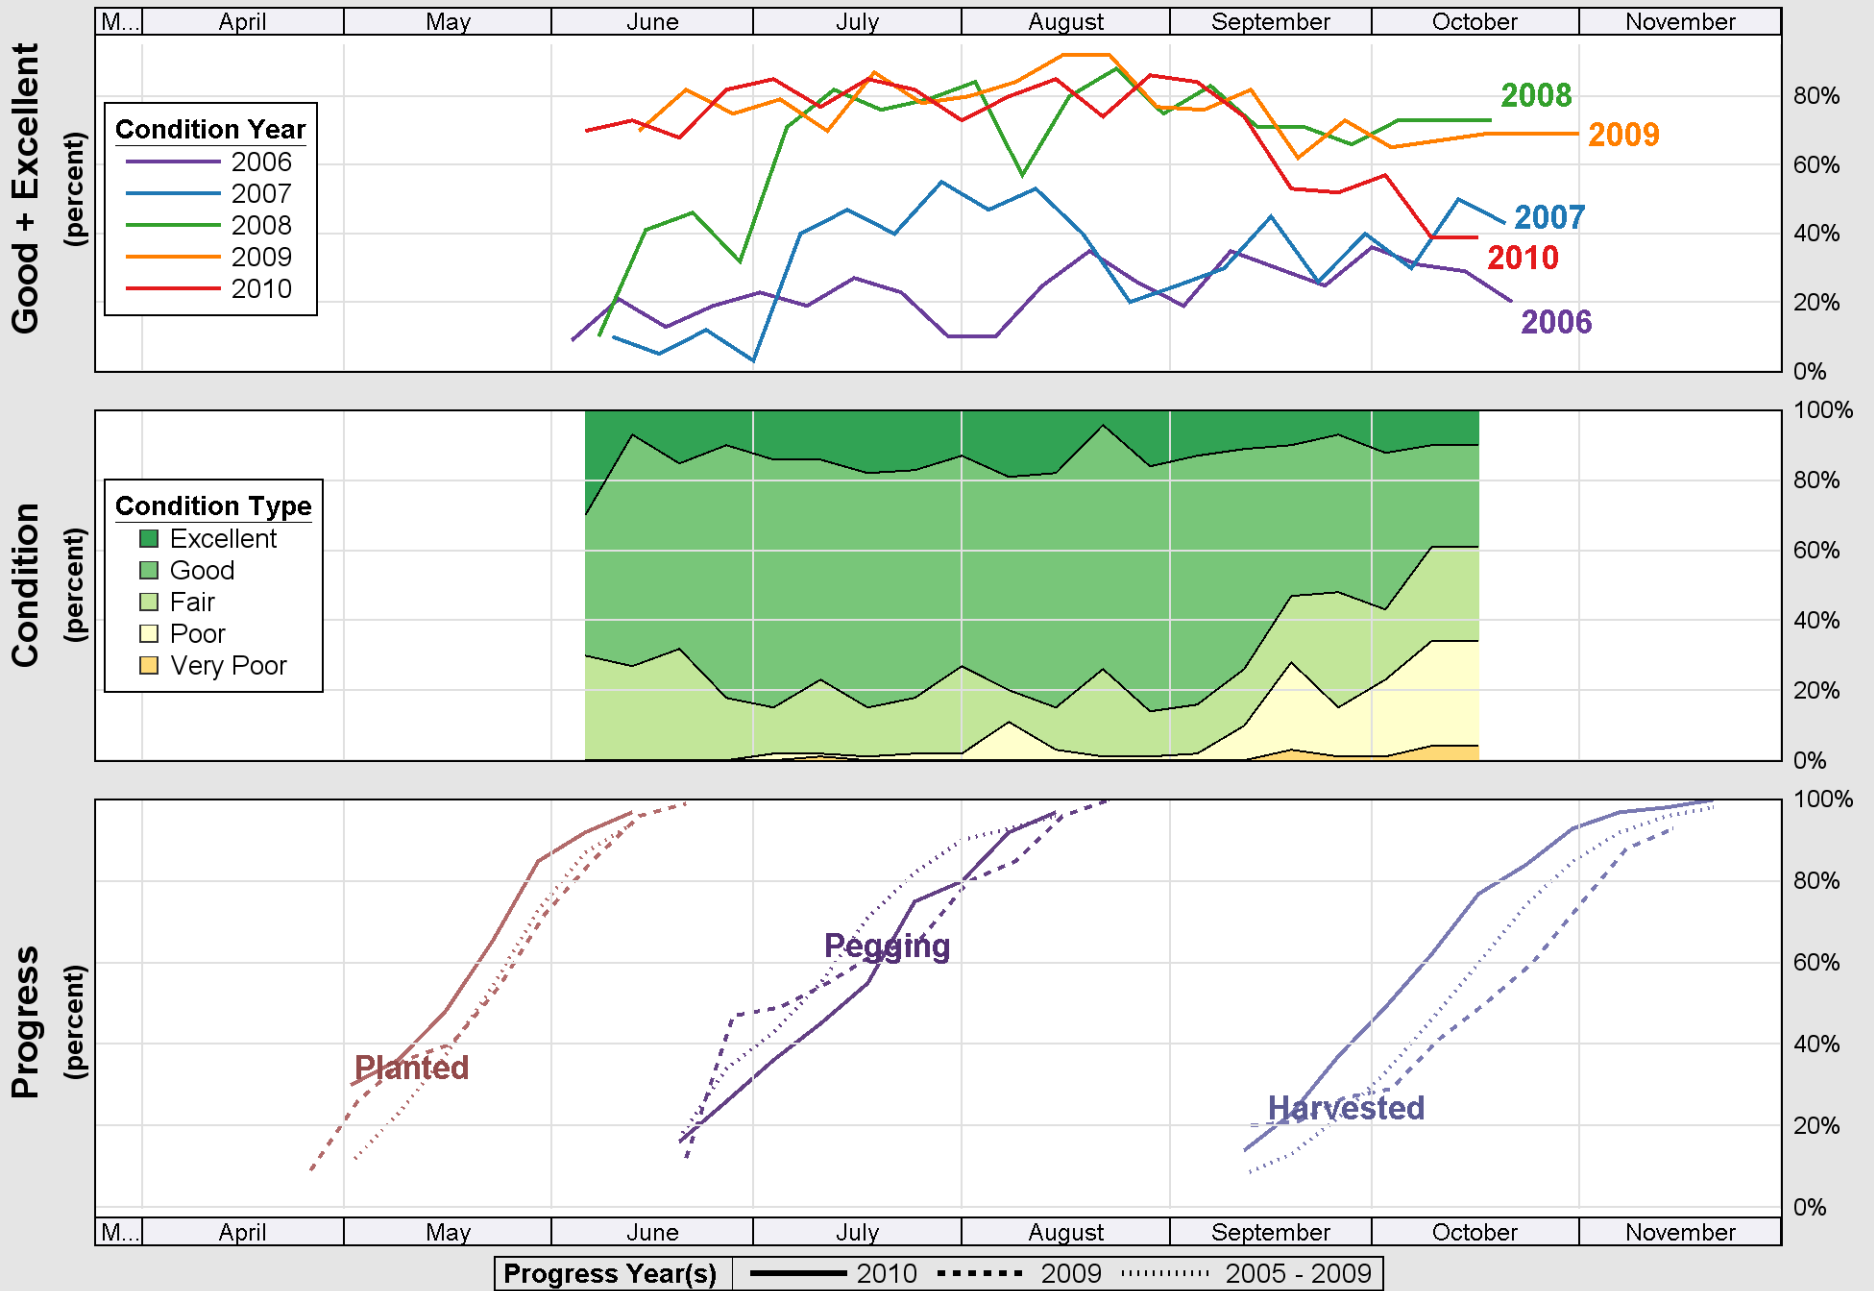 M... April May June July August September October November
Good + Excellent
(percent)
Condition Year
2006
2007
2008
2009
2010
2008
2009
2007
2010
2006
80%
60%
40%
20%
0%
Condition
(percent)
Condition Type
Excellent
Good
Fair
Poor
Very Poor
100%
80%
60%
40%
20%
0%
Progress
(percent)
Planted
Pegging
Harvested
100%
80%
60%
40%
20%
0%
M... April May June July August September October November
Progress Year(s) 2010 2009 2005 - 2009